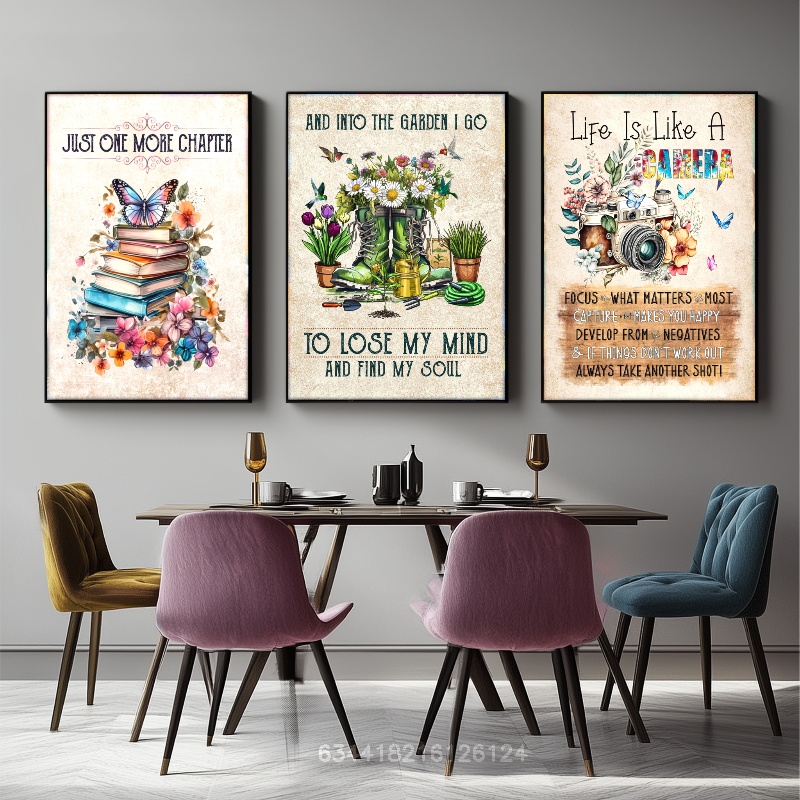 JUST ONE MORE CHAPTER
AND INTO THE GARDEN I GO
TO LOSE MY MIND
AND FIND MY SOUL
Life Is Like A
CAMERA
FOCUS ON WHAT MATTERS MOST
CAPTURE WHAT MAKES YOU HAPPY
DEVELOP FROM THE NEGATIVES
& IF THINGS DON'T WORK OUT
ALWAYS TAKE ANOTHER SHOT!